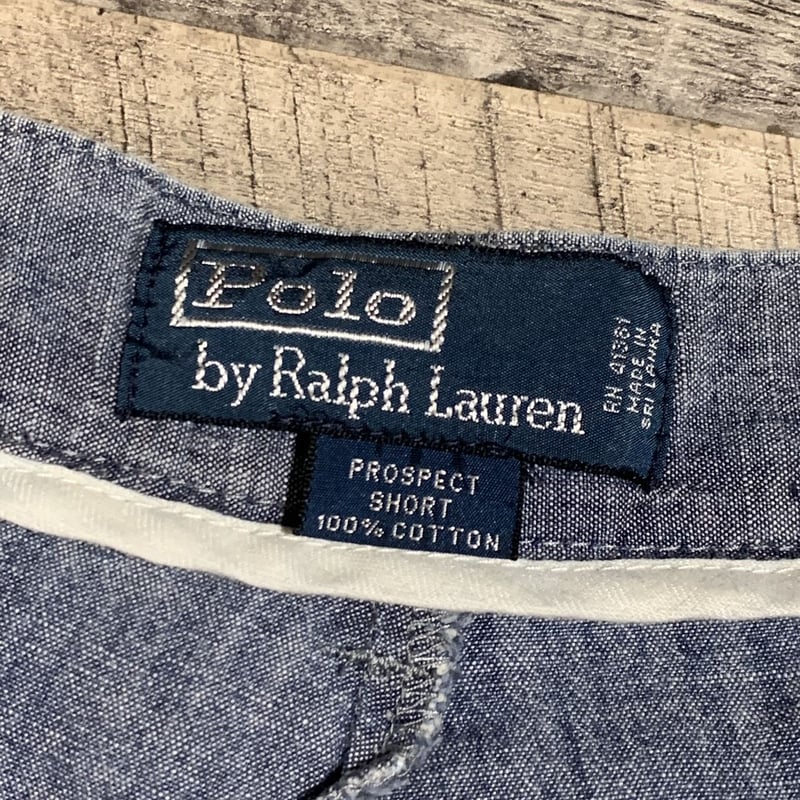 Polo
by Ralph Lauren
RN 41381
MADE IN
SRI LANKA
PROSPECT
SHORT
100% COTTON